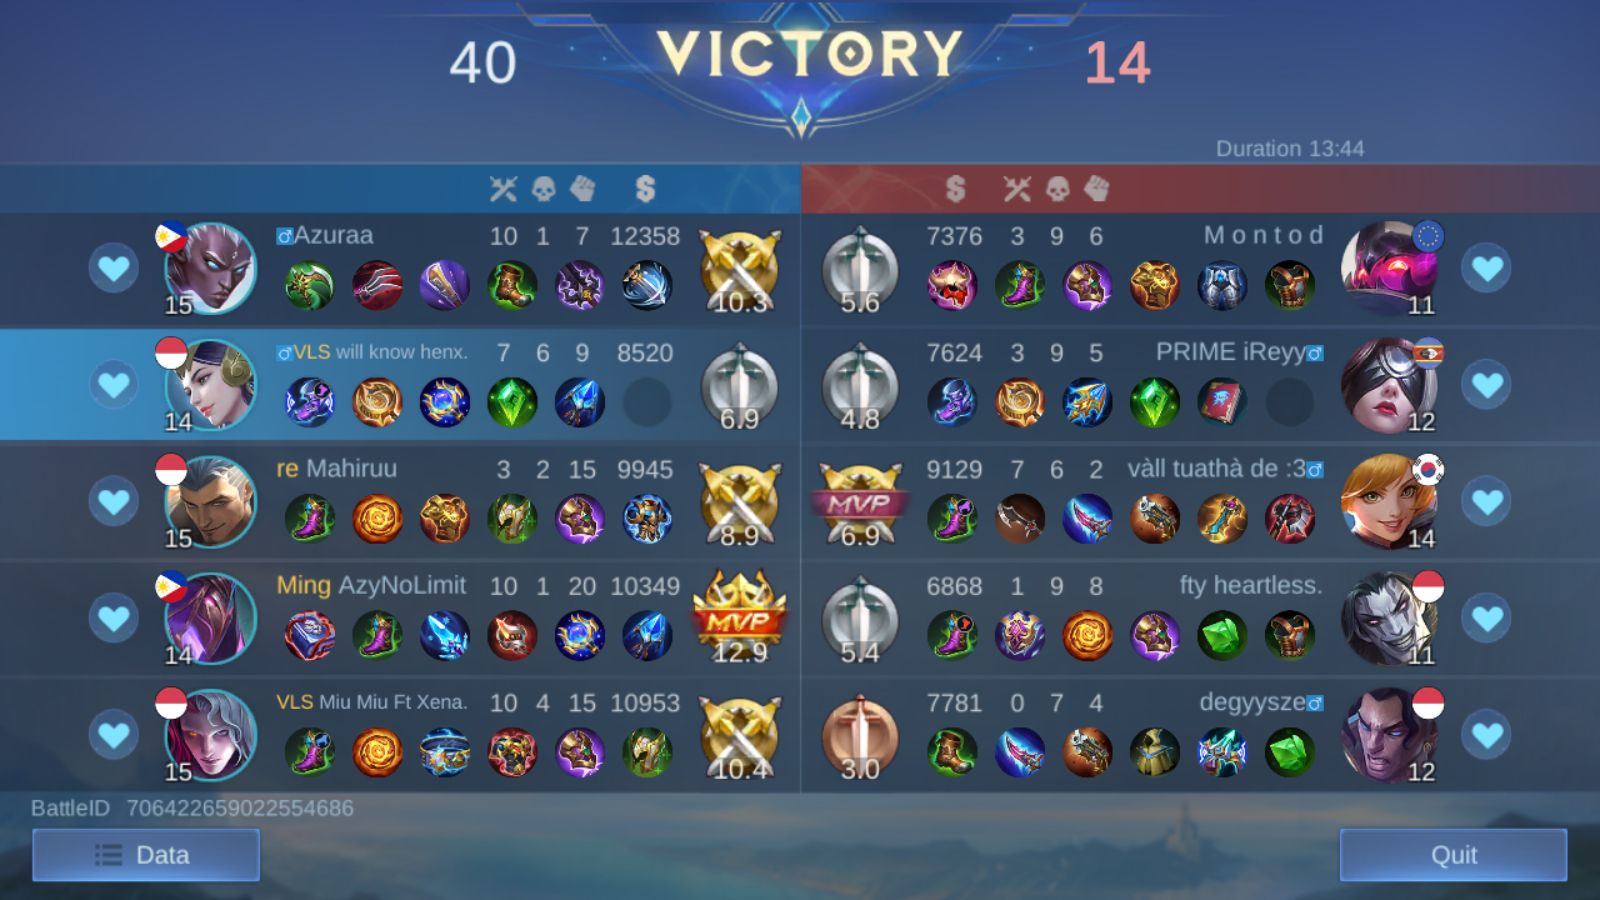 40 VICTORY 14
Duration 13:44
Azuraa 10 1 7 12358
15 10.3
5.6 7376 3 9 6 Montod
11
VLS will know henx. 7 6 9 8520
14 6.9
4.8 7624 3 9 5 PRIME iReyy
12
re Mahiruu 3 2 15 9945
15 8.9
MVP 6.9 9129 7 6 2 vàll tuathà de :3
14
Ming AzyNoLimit 10 1 20 10349
14 MVP 12.9
5.4 6868 1 9 8 fty heartless.
11
VLS Miu Miu Ft Xena. 10 4 15 10953
15 10.4
3.0 7781 0 7 4 degyysze
12
BattleID 706422659022554686
Data
Quit